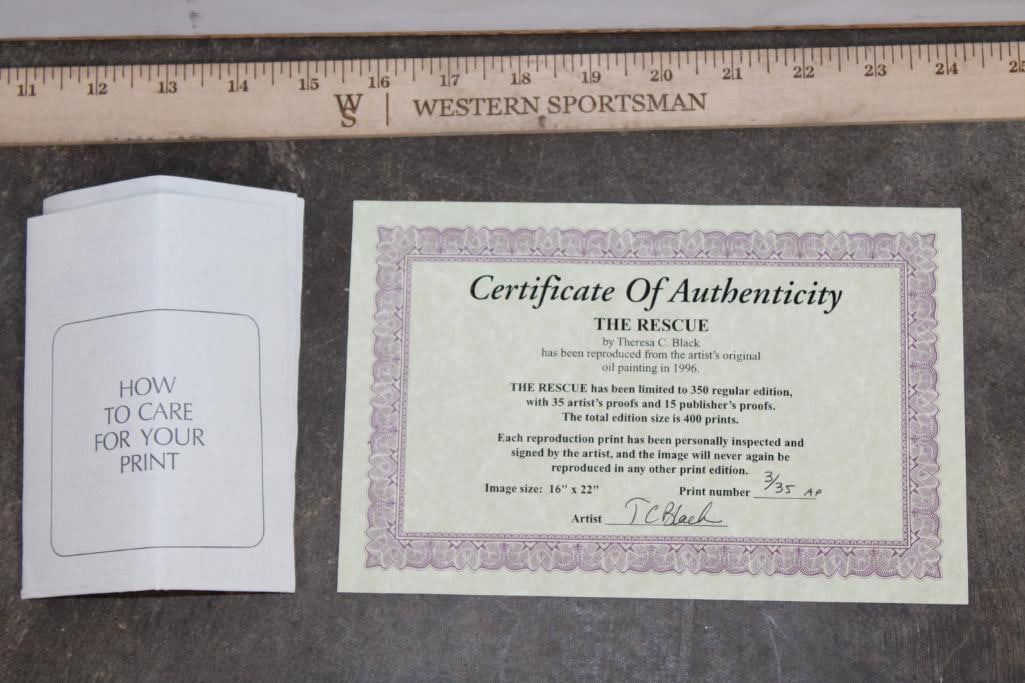 11 12 13 14 15 16 17 18 19 20 21 22 23 24 25
WS | WESTERN SPORTSMAN
HOW
TO CARE
FOR YOUR
PRINT
Certificate Of Authenticity
THE RESCUE
by Theresa C. Black
has been reproduced from the artist's original
oil painting in 1996.
THE RESCUE has been limited to 350 regular edition,
with 35 artist's proofs and 15 publisher's proofs.
The total edition size is 400 prints.
Each reproduction print has been personally inspected and
signed by the artist, and the image will never again be
reproduced in any other print edition.
Image size: 16" x 22" Print number 3/35 AP
Artist TC Black